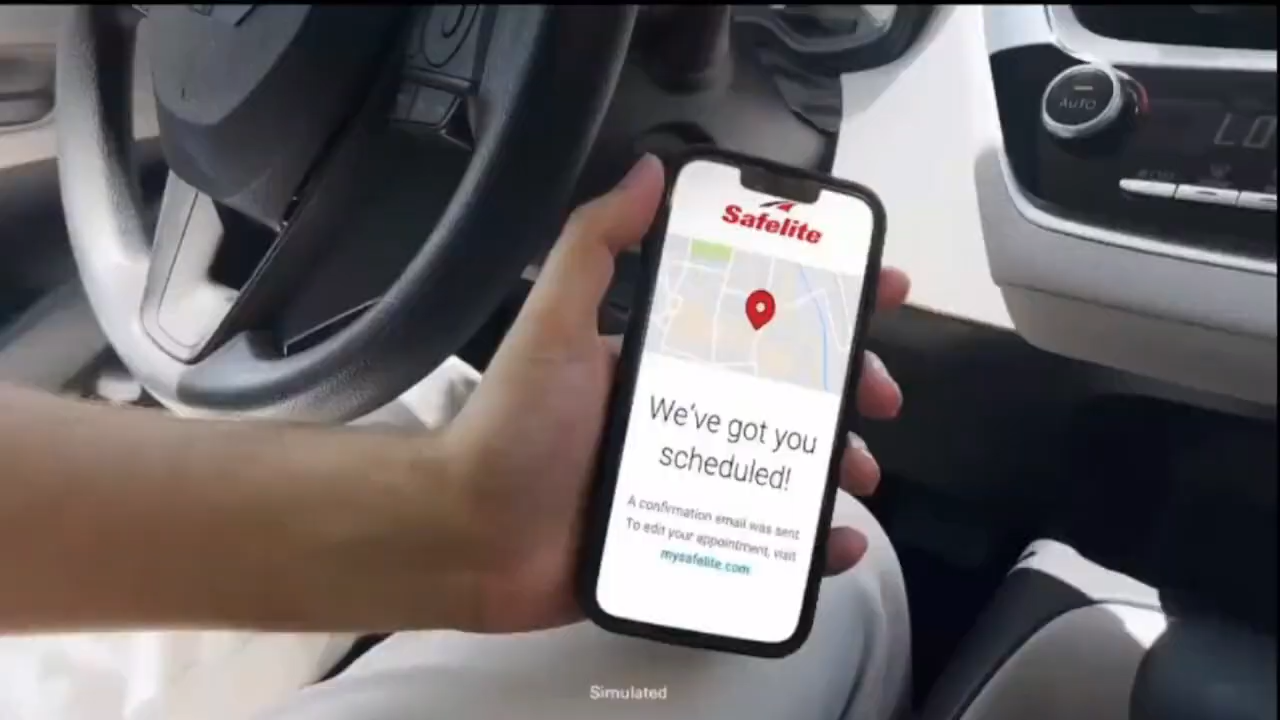 AUTO
LO
Safelite
We've got you
scheduled!
A confirmation email was sent
To edit your appointment, visit
mysafelite.com
Simulated